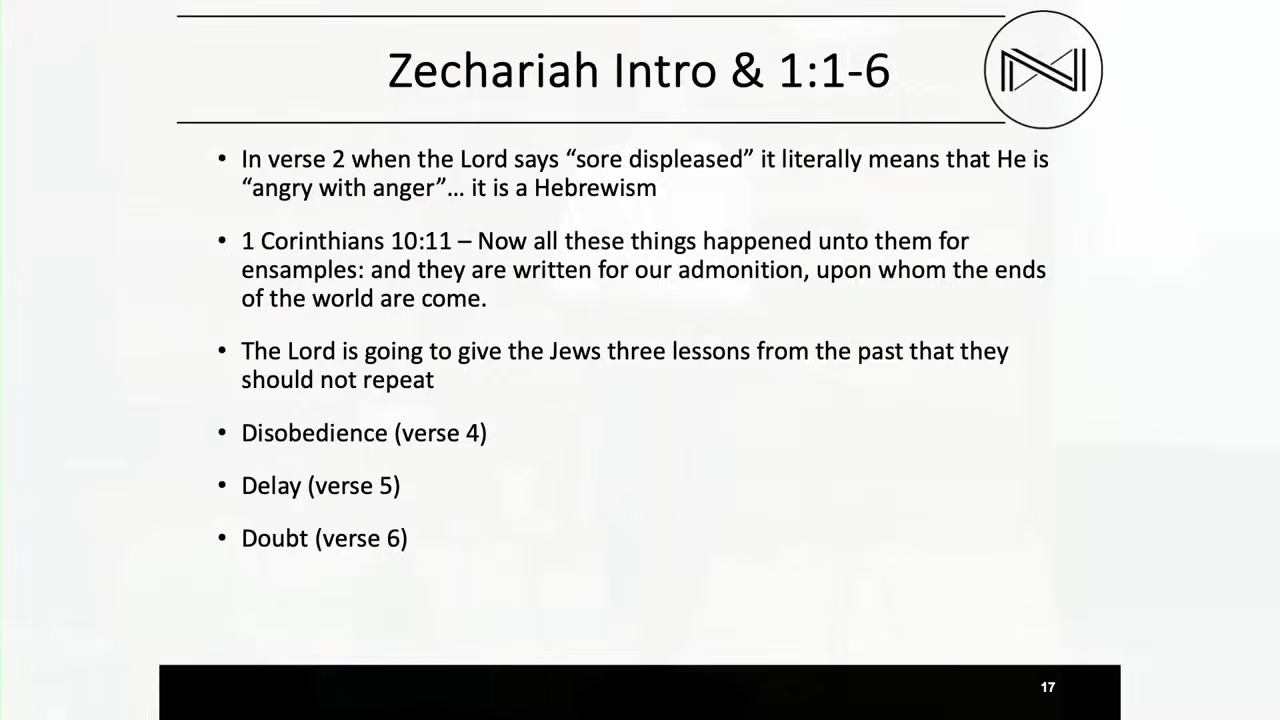 Zechariah Intro & 1:1-6
• In verse 2 when the Lord says “sore displeased” it literally means that He is
“angry with anger”... it is a Hebrewism
• 1 Corinthians 10:11 – Now all these things happened unto them for
ensamples: and they are written for our admonition, upon whom the ends
of the world are come.
• The Lord is going to give the Jews three lessons from the past that they
should not repeat
• Disobedience (verse 4)
• Delay (verse 5)
• Doubt (verse 6)
17